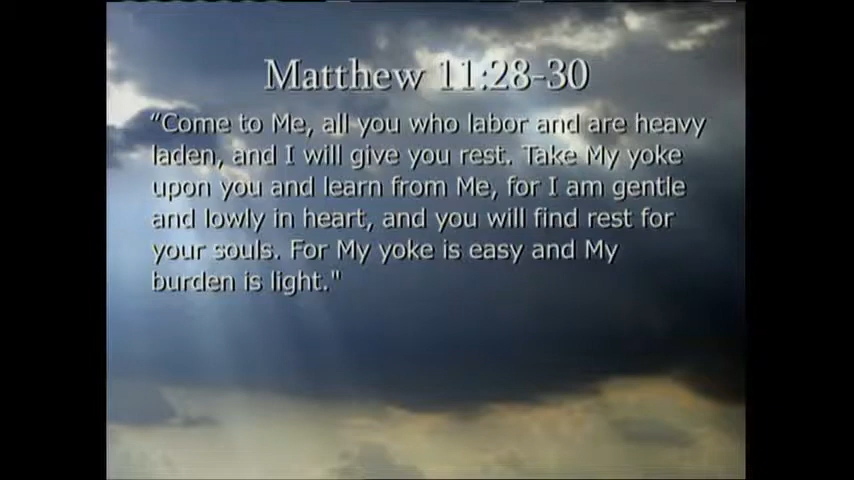 Matthew 11:28-30
“Come to Me, all you who labor and are heavy
laden, and I will give you rest. Take My yoke
upon you and learn from Me, for I am gentle
and lowly in heart, and you will find rest for
your souls. For My yoke is easy and My
burden is light."